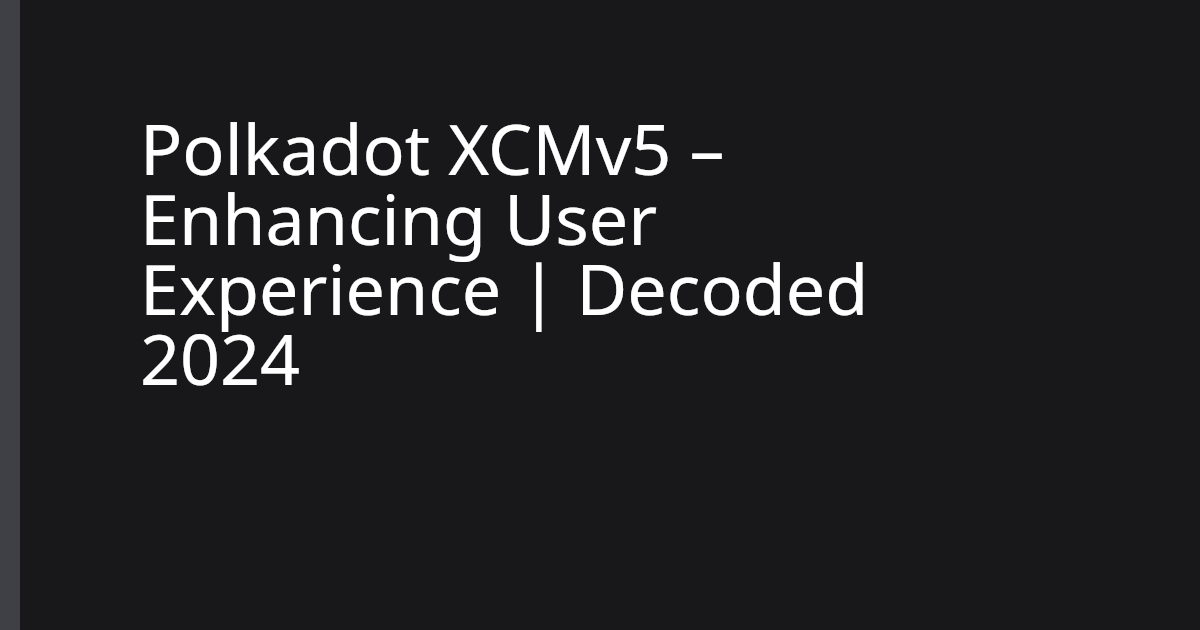 Polkadot XCMv5 –
Enhancing User
Experience | Decoded
2024